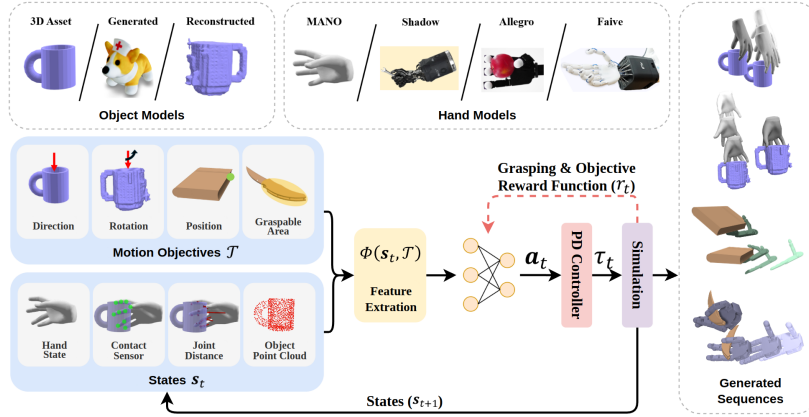 3D Asset
Generated
Reconstructed
Object Models
MANO
Shadow
Allegro
Faive
Hand Models
Direction
Rotation
Position
Graspable
Area
Motion Objectives 𝒯
Hand
State
Contact
Sensor
Joint
Distance
Object
Point Cloud
States s_t
Φ(s_t, 𝒯)
Feature
Extration
Grasping & Objective
Reward Function (r_t)
a_t
PD Controller
τ_t
Simulation
States (s_{t+1})
Generated
Sequences